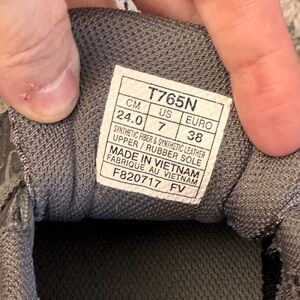 T765N
CM US EURO
24.0 7 38
SYNTHETIC FIBER & SYNTHETIC LEATHER
UPPER / RUBBER SOLE
MADE IN VIETNAM
FABRIQUE AU VIETNAM
F820717 FV